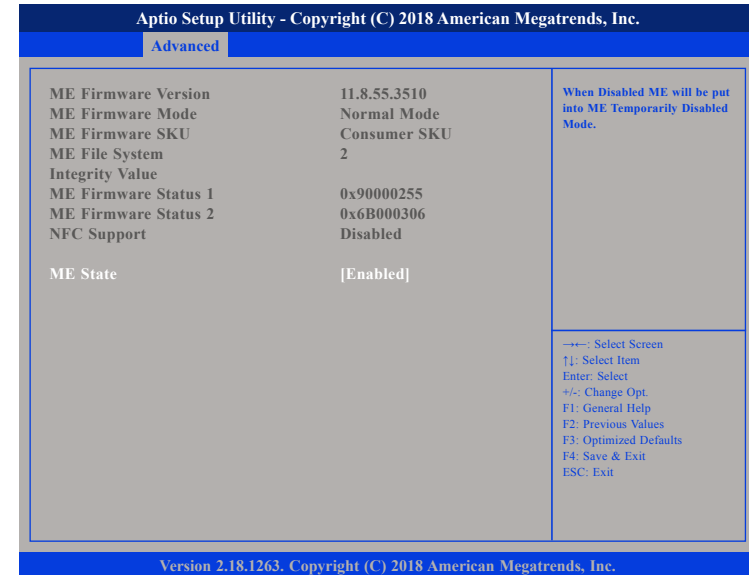 Aptio Setup Utility - Copyright (C) 2018 American Megatrends, Inc.
Advanced
ME Firmware Version 11.8.55.3510
ME Firmware Mode Normal Mode
ME Firmware SKU Consumer SKU
ME File System 2
Integrity Value
ME Firmware Status 1 0x90000255
ME Firmware Status 2 0x6B000306
NFC Support Disabled
ME State [Enabled]
When Disabled ME will be put
into ME Temporarily Disabled
Mode.
→←: Select Screen
↑↓: Select Item
Enter: Select
+/-: Change Opt.
F1: General Help
F2: Previous Values
F3: Optimized Defaults
F4: Save & Exit
ESC: Exit
Version 2.18.1263. Copyright (C) 2018 American Megatrends, Inc.